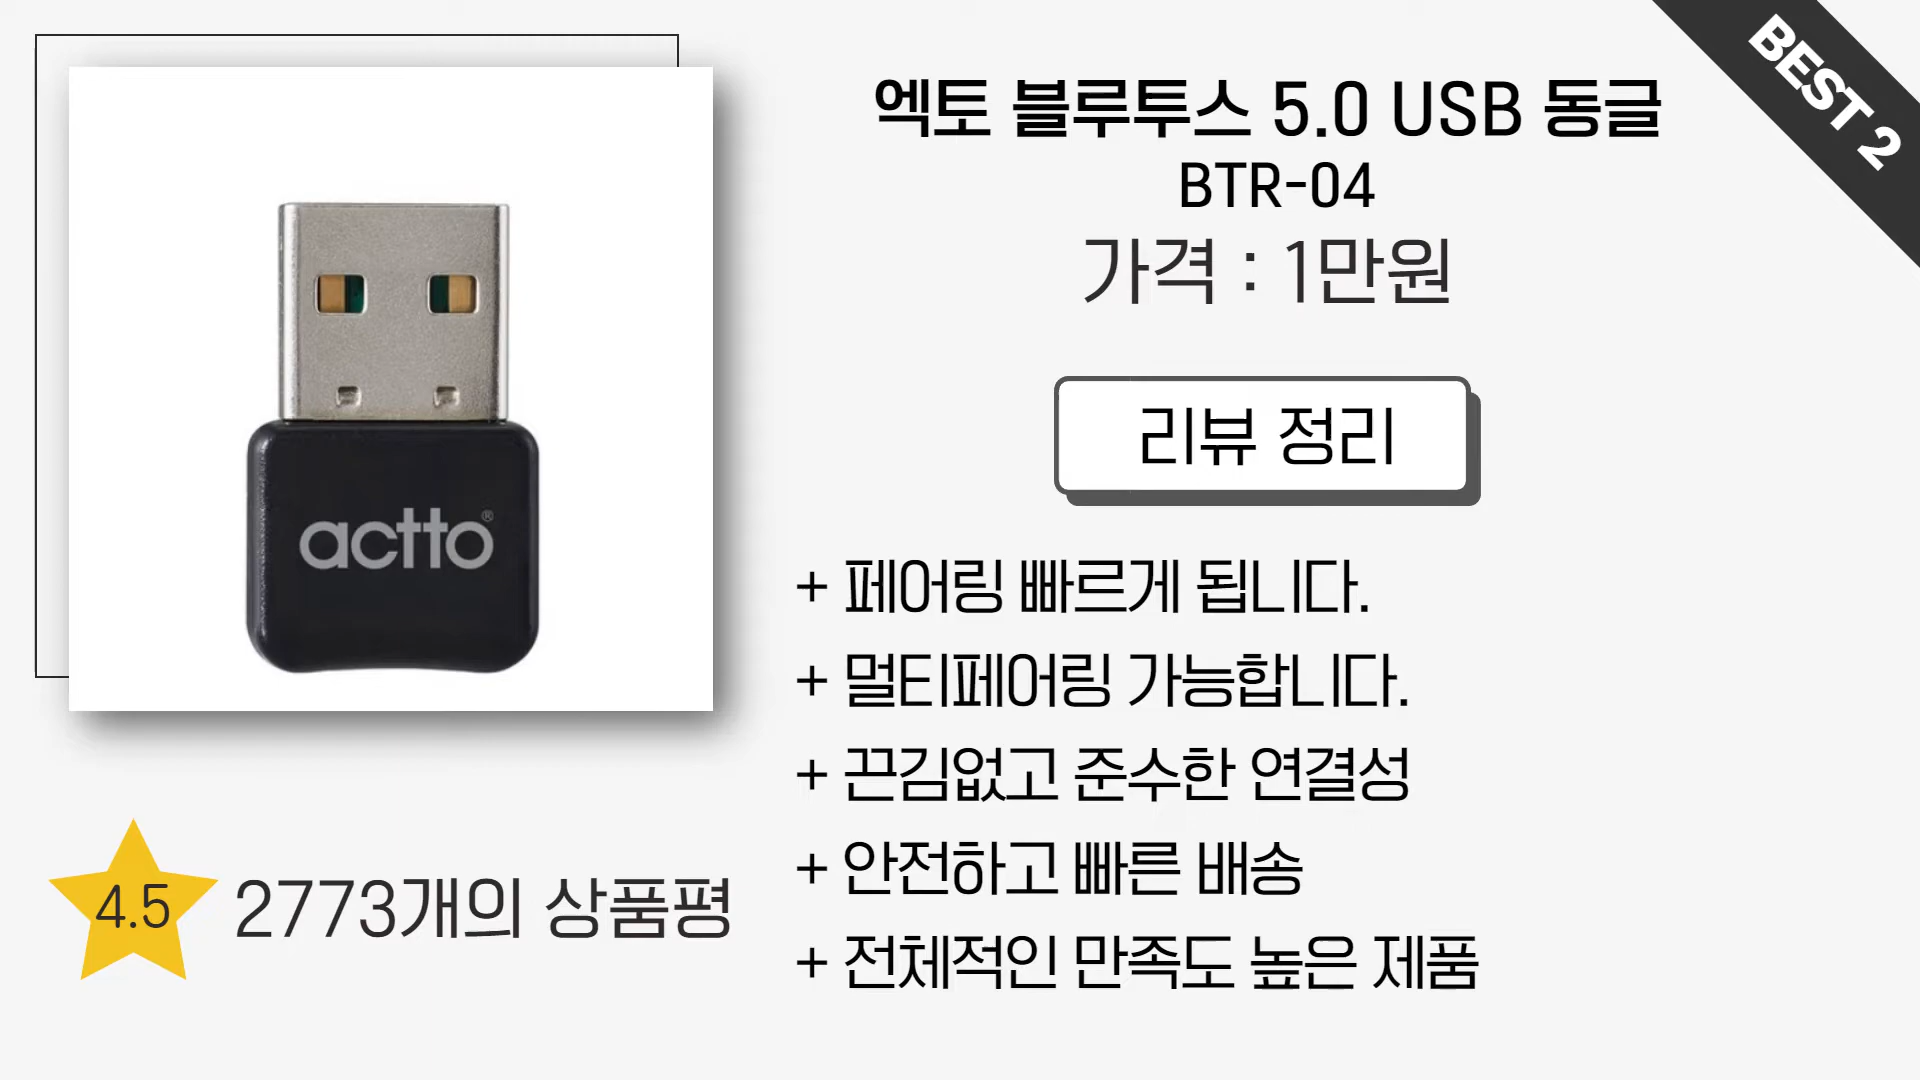 엑토 블루투스 5.0 USB 동글
BTR-04
가격 : 1만원
BEST 2
actto®
리뷰 정리
+ 페어링 빠르게 됩니다.
+ 멀티페어링 가능합니다.
+ 끈김없고 준수한 연결성
+ 안전하고 빠른 배송
+ 전체적인 만족도 높은 제품
4.5 2773개의 상품평